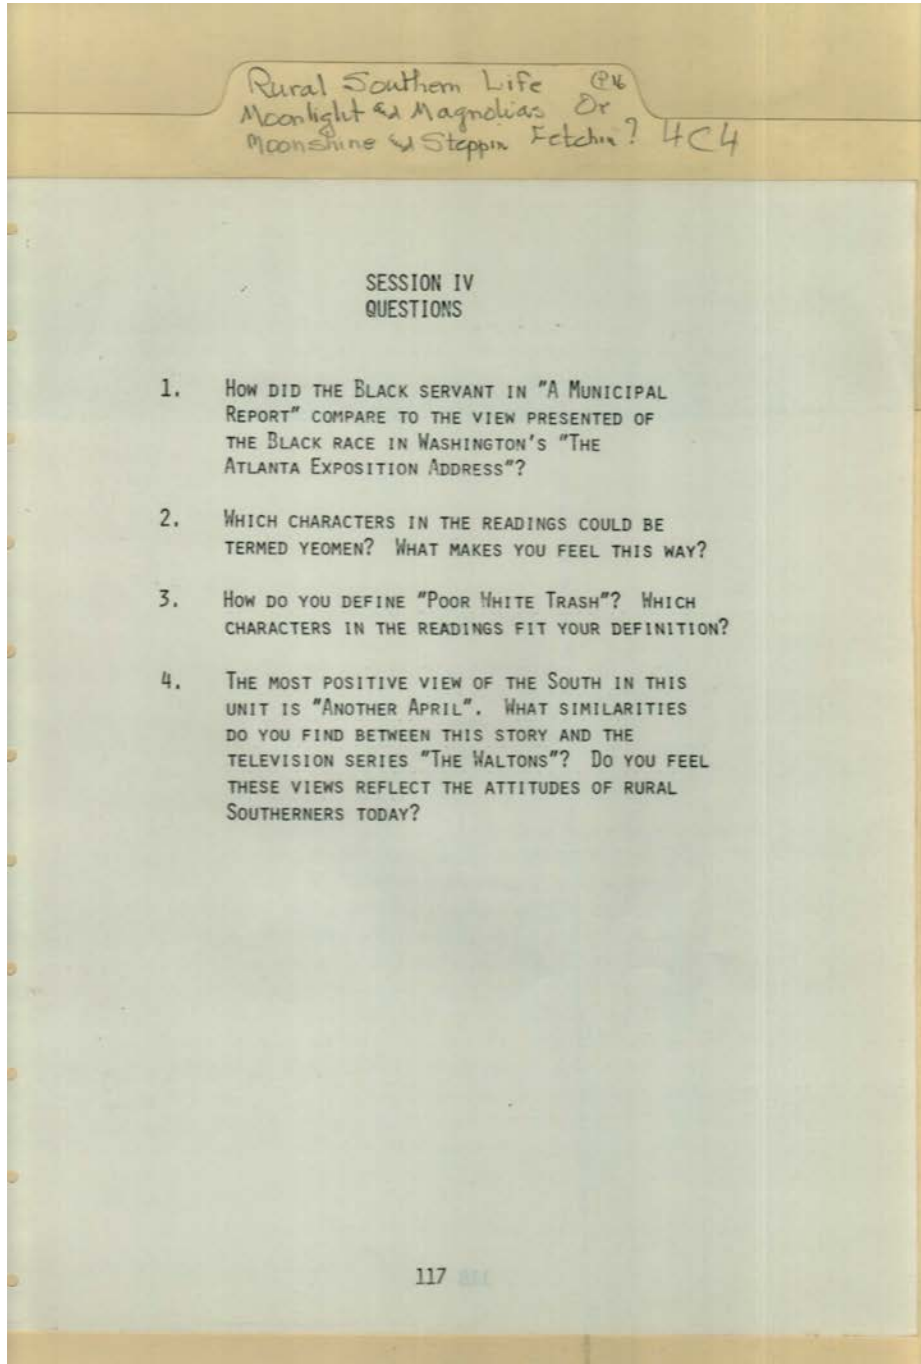 Rural Southern Life
Moonlight & Magnolias Or
Moonshine & Steppin Fetchin? 4C4
SESSION IV
QUESTIONS
1. HOW DID THE BLACK SERVANT IN "A MUNICIPAL
REPORT" COMPARE TO THE VIEW PRESENTED OF
THE BLACK RACE IN WASHINGTON'S "THE
ATLANTA EXPOSITION ADDRESS"?
2. WHICH CHARACTERS IN THE READINGS COULD BE
TERMED YEOMEN? WHAT MAKES YOU FEEL THIS WAY?
3. HOW DO YOU DEFINE "POOR WHITE TRASH"? WHICH
CHARACTERS IN THE READINGS FIT YOUR DEFINITION?
4. THE MOST POSITIVE VIEW OF THE SOUTH IN THIS
UNIT IS "ANOTHER APRIL". WHAT SIMILARITIES
DO YOU FIND BETWEEN THIS STORY AND THE
TELEVISION SERIES "THE WALTONS"? DO YOU FEEL
THESE VIEWS REFLECT THE ATTITUDES OF RURAL
SOUTHERNERS TODAY?
117